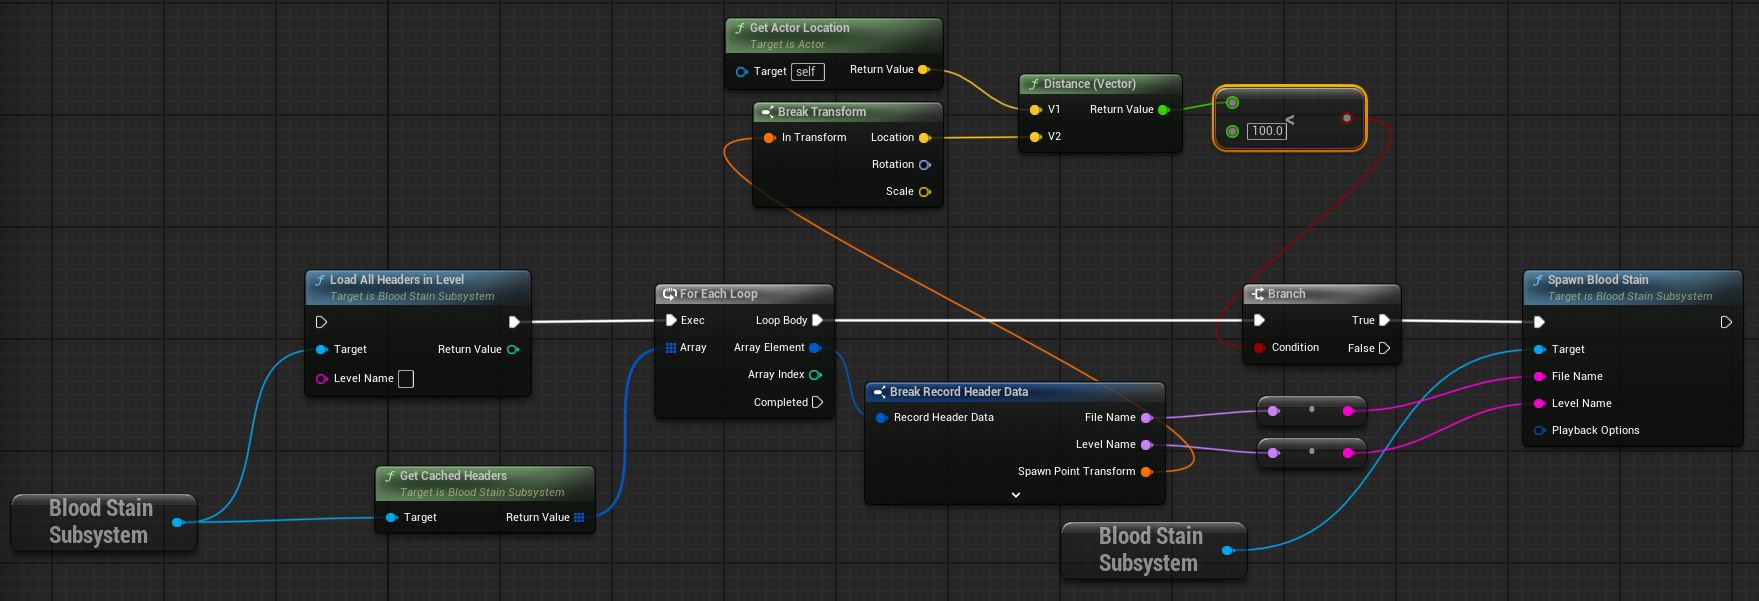 Get Actor Location
Target is Actor
Target self Return Value
Break Transform
In Transform Location
Rotation
Scale
Distance (Vector)
V1 Return Value
V2
<
100.0
Load All Headers in Level
Target is Blood Stain Subsystem
Target Return Value
Level Name
For Each Loop
Exec Loop Body
Array Array Element
Array Index
Completed
Branch
True
Condition False
Spawn Blood Stain
Target is Blood Stain Subsystem
Target
File Name
Level Name
Playback Options
Break Record Header Data
Record Header Data File Name
Level Name
Spawn Point Transform
Get Cached Headers
Target is Blood Stain Subsystem
Target Return Value
Blood Stain
Subsystem
Blood Stain
Subsystem